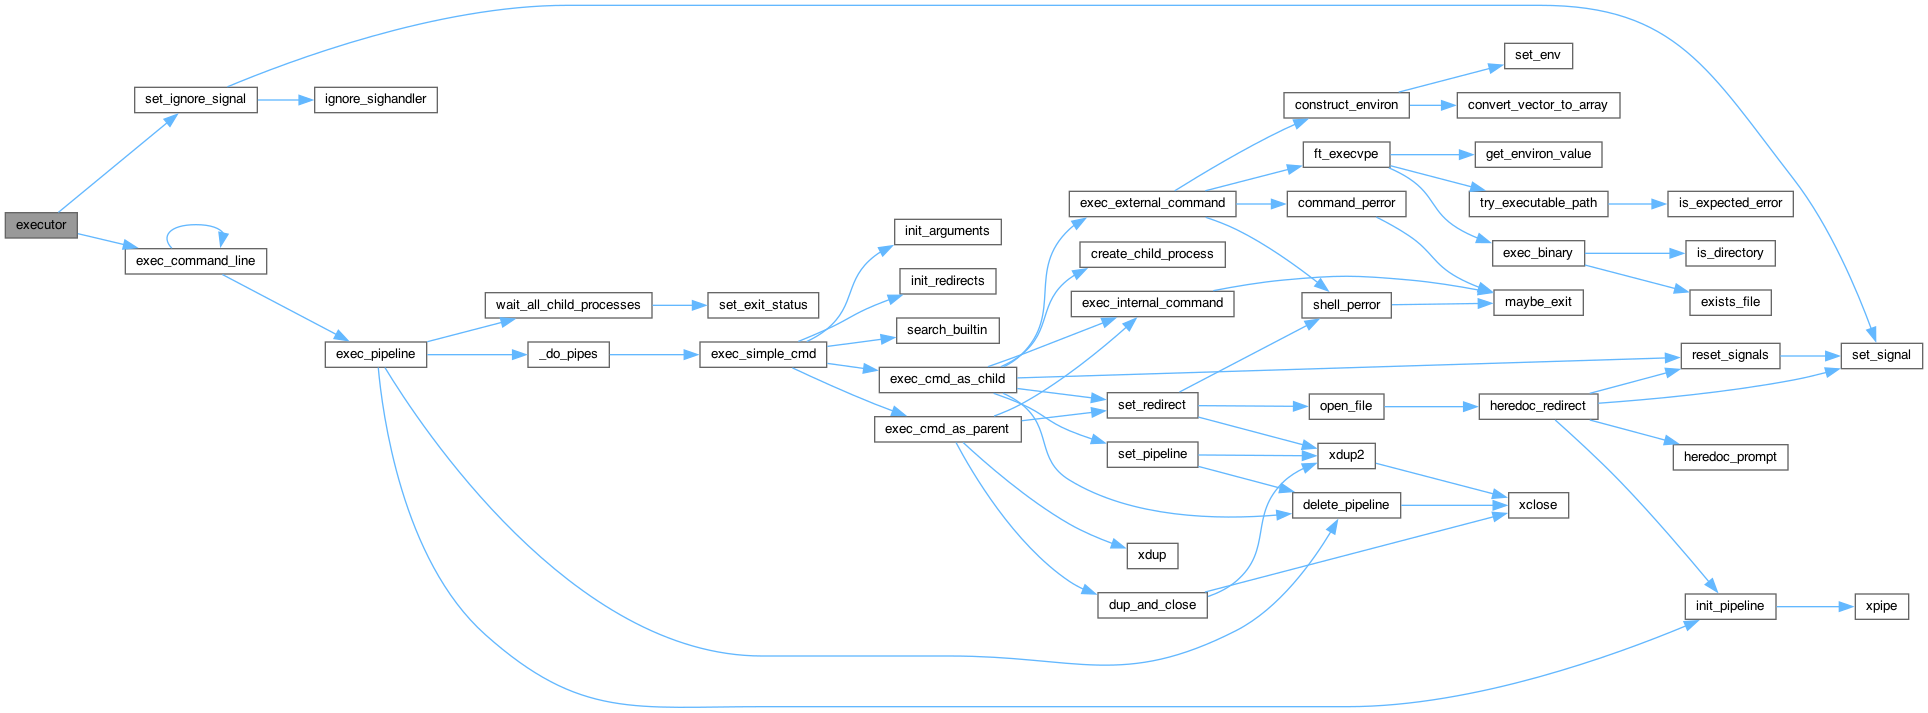 executor
set_ignore_signal
ignore_sighandler
exec_command_line
exec_pipeline
wait_all_child_processes
set_exit_status
_do_pipes
exec_simple_cmd
init_arguments
init_redirects
search_builtin
exec_cmd_as_child
exec_cmd_as_parent
exec_external_command
create_child_process
exec_internal_command
set_redirect
set_pipeline
xdup
dup_and_close
construct_environ
ft_execvpe
command_perror
shell_perror
open_file
xdup2
delete_pipeline
set_env
convert_vector_to_array
get_environ_value
try_executable_path
exec_binary
maybe_exit
heredoc_redirect
xclose
is_expected_error
is_directory
exists_file
reset_signals
heredoc_prompt
init_pipeline
set_signal
xpipe